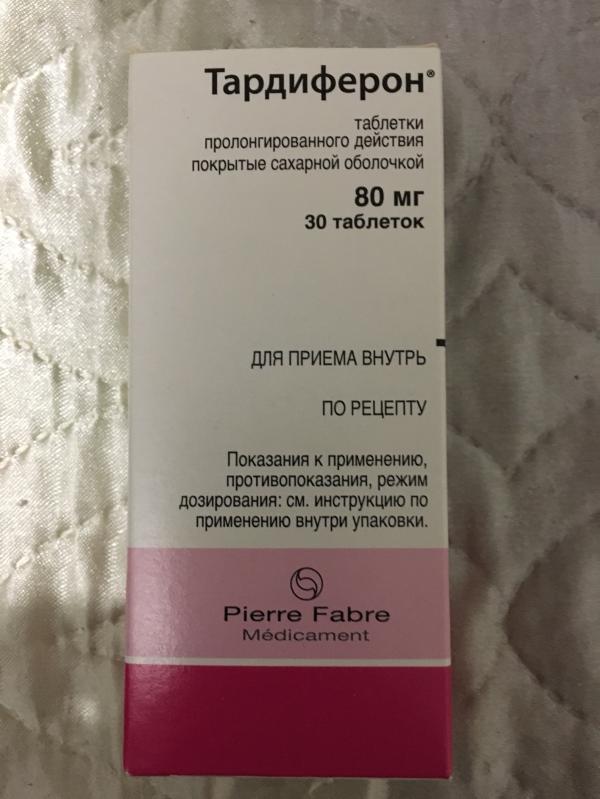 Тардиферон®
таблетки
пролонгированного действия
покрытые сахарной оболочкой
80 мг
30 таблеток
ДЛЯ ПРИЕМА ВНУТРЬ
ПО РЕЦЕПТУ
Показания к применению,
противопоказания, режим
дозирования: см. инструкцию по
применению внутри упаковки.
Pierre Fabre
Médicament